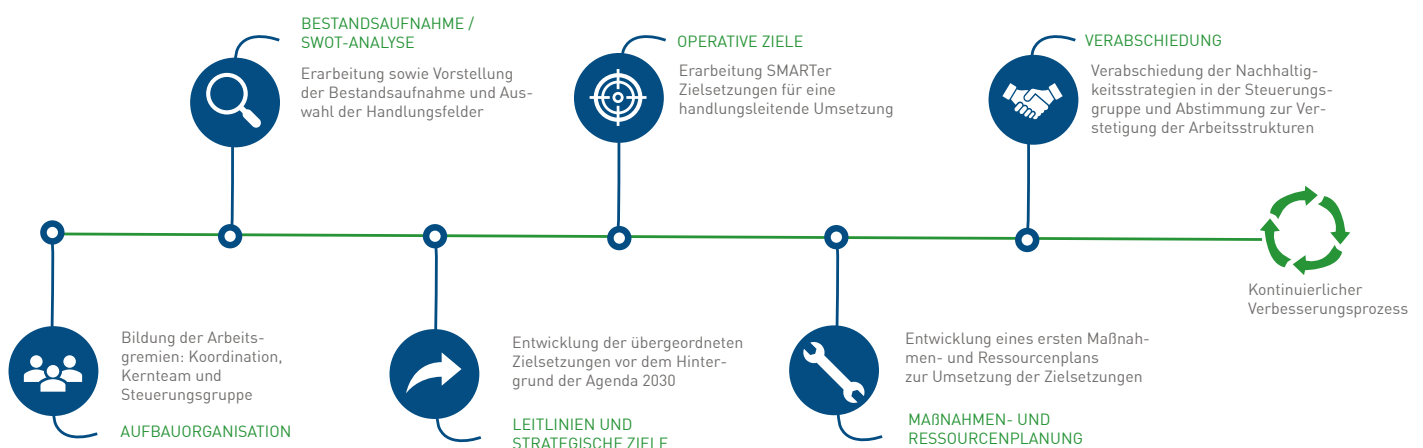 BESTANDSAUFNAHME /
SWOT-ANALYSE
Erarbeitung sowie Vorstellung
der Bestandsaufnahme und Aus-
wahl der Handlungsfelder
OPERATIVE ZIELE
Erarbeitung SMARTer
Zielsetzungen für eine
handlungsleitende Umsetzung
VERABSCHIEDUNG
Verabschiedung der Nachhaltig-
keitsstrategien in der Steuerungs-
gruppe und Abstimmung zur Ver-
stetigung der Arbeitsstrukturen
Kontinuierlicher
Verbesserungsprozess
Bildung der Arbeits-
gremien: Koordination,
Kernteam und
Steuerungsgruppe
AUFBAUORGANISATION
Entwicklung der übergeordneten
Zielsetzungen vor dem Hinter-
grund der Agenda 2030
LEITLINIEN UND
STRATEGISCHE ZIELE
Entwicklung eines ersten Maßnah-
men- und Ressourcenplans
zur Umsetzung der Zielsetzungen
MAßNAHMEN- UND
RESSOURCENPLANUNG